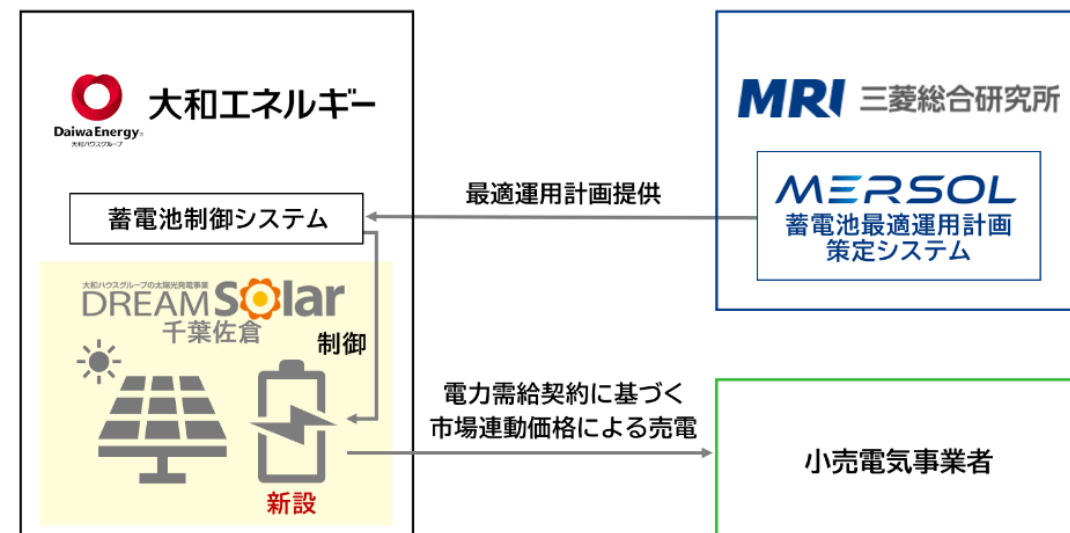 Daiwa Energy®
大和ハウスグループ
大和エネルギー
蓄電池制御システム
大和ハウスグループの太陽光発電事業
DREAM Solar
千葉佐倉
制御
新設
最適運用計画提供
電力需給契約に基づく
市場連動価格による売電
MRI 三菱総合研究所
MERSOL
蓄電池最適運用計画
策定システム
小売電気事業者